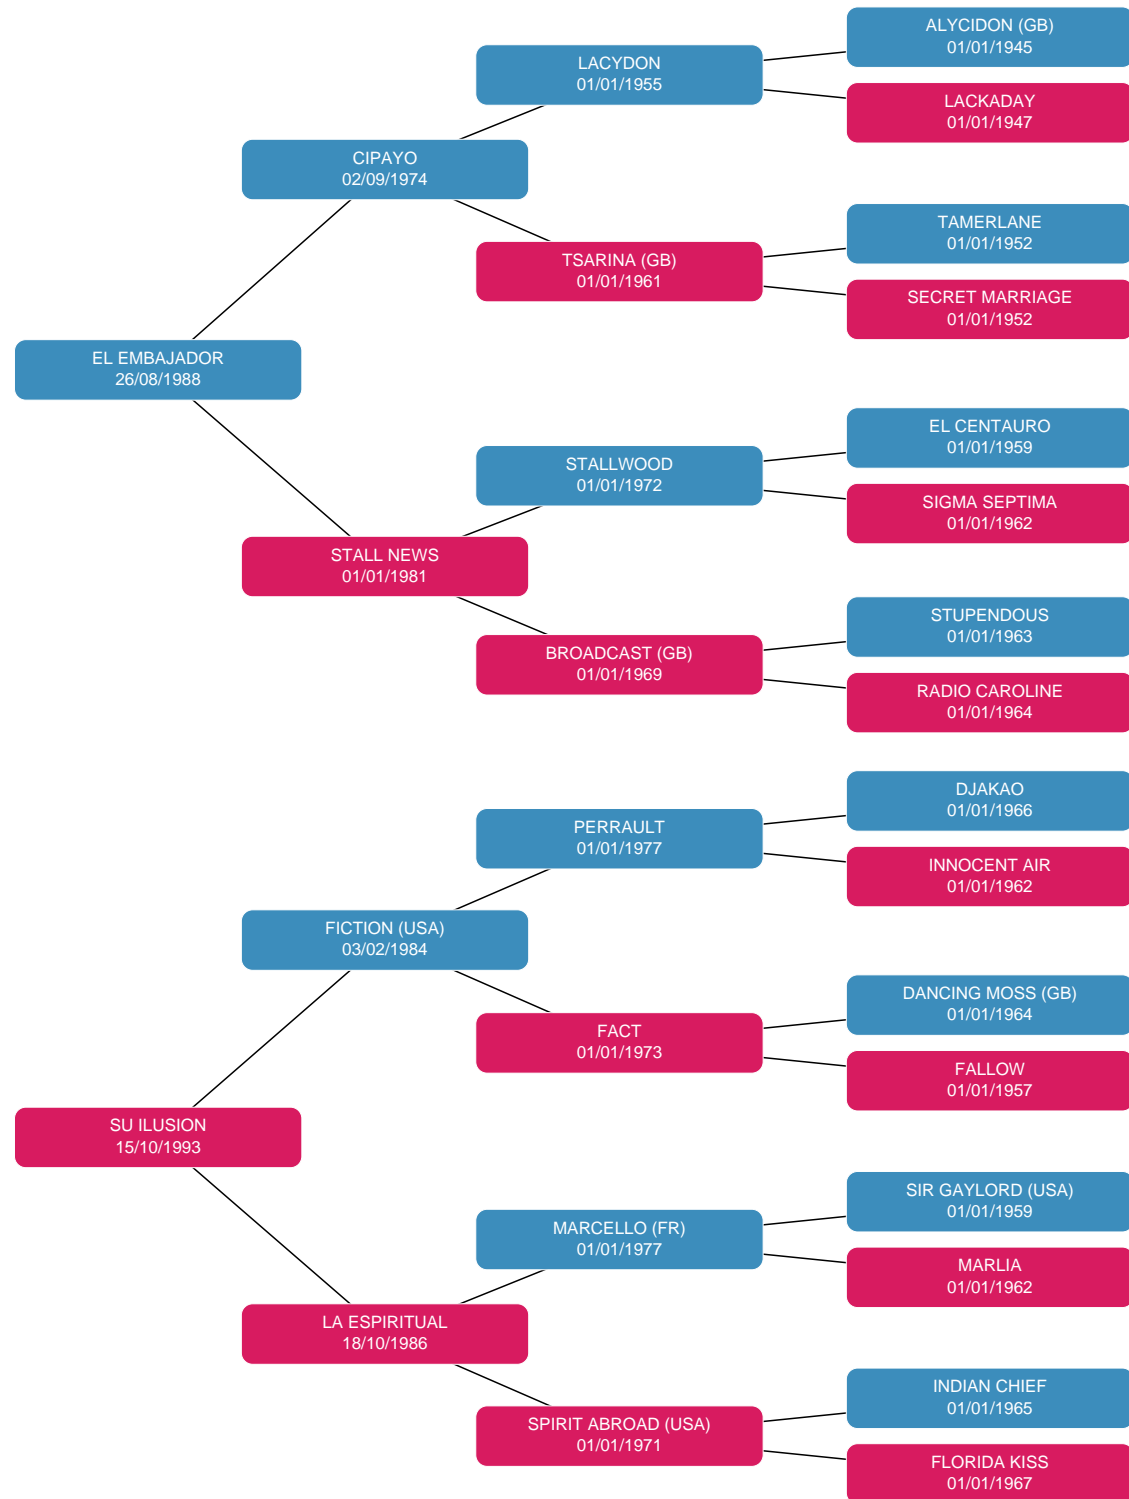 ALYCIDON (GB)
01/01/1945
LACYDON
01/01/1955
LACKADAY
01/01/1947
CIPAYO
02/09/1974
TAMERLANE
01/01/1952
TSARINA (GB)
01/01/1961
SECRET MARRIAGE
01/01/1952
EL EMBAJADOR
26/08/1988
EL CENTAURO
01/01/1959
STALLWOOD
01/01/1972
SIGMA SEPTIMA
01/01/1962
STALL NEWS
01/01/1981
STUPENDOUS
01/01/1963
BROADCAST (GB)
01/01/1969
RADIO CAROLINE
01/01/1964
DJAKAO
01/01/1966
PERRAULT
01/01/1977
INNOCENT AIR
01/01/1962
FICTION (USA)
03/02/1984
DANCING MOSS (GB)
01/01/1964
FACT
01/01/1973
FALLOW
01/01/1957
SU ILUSION
15/10/1993
SIR GAYLORD (USA)
01/01/1959
MARCELLO (FR)
01/01/1977
MARLIA
01/01/1962
LA ESPIRITUAL
18/10/1986
INDIAN CHIEF
01/01/1965
SPIRIT ABROAD (USA)
01/01/1971
FLORIDA KISS
01/01/1967